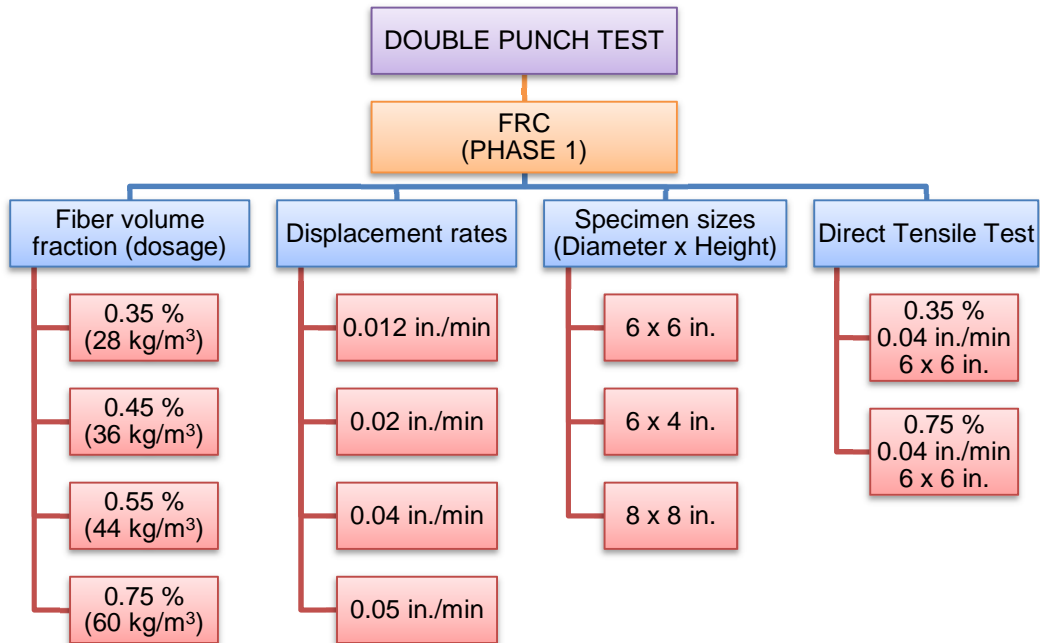 DOUBLE PUNCH TEST
FRC
(PHASE 1)
Fiber volume
fraction (dosage)
0.35 %
(28 kg/m³)
0.45 %
(36 kg/m³)
0.55 %
(44 kg/m³)
0.75 %
(60 kg/m³)
Displacement rates
0.012 in./min
0.02 in./min
0.04 in./min
0.05 in./min
Specimen sizes
(Diameter x Height)
6 x 6 in.
6 x 4 in.
8 x 8 in.
Direct Tensile Test
0.35 %
0.04 in./min
6 x 6 in.
0.75 %
0.04 in./min
6 x 6 in.